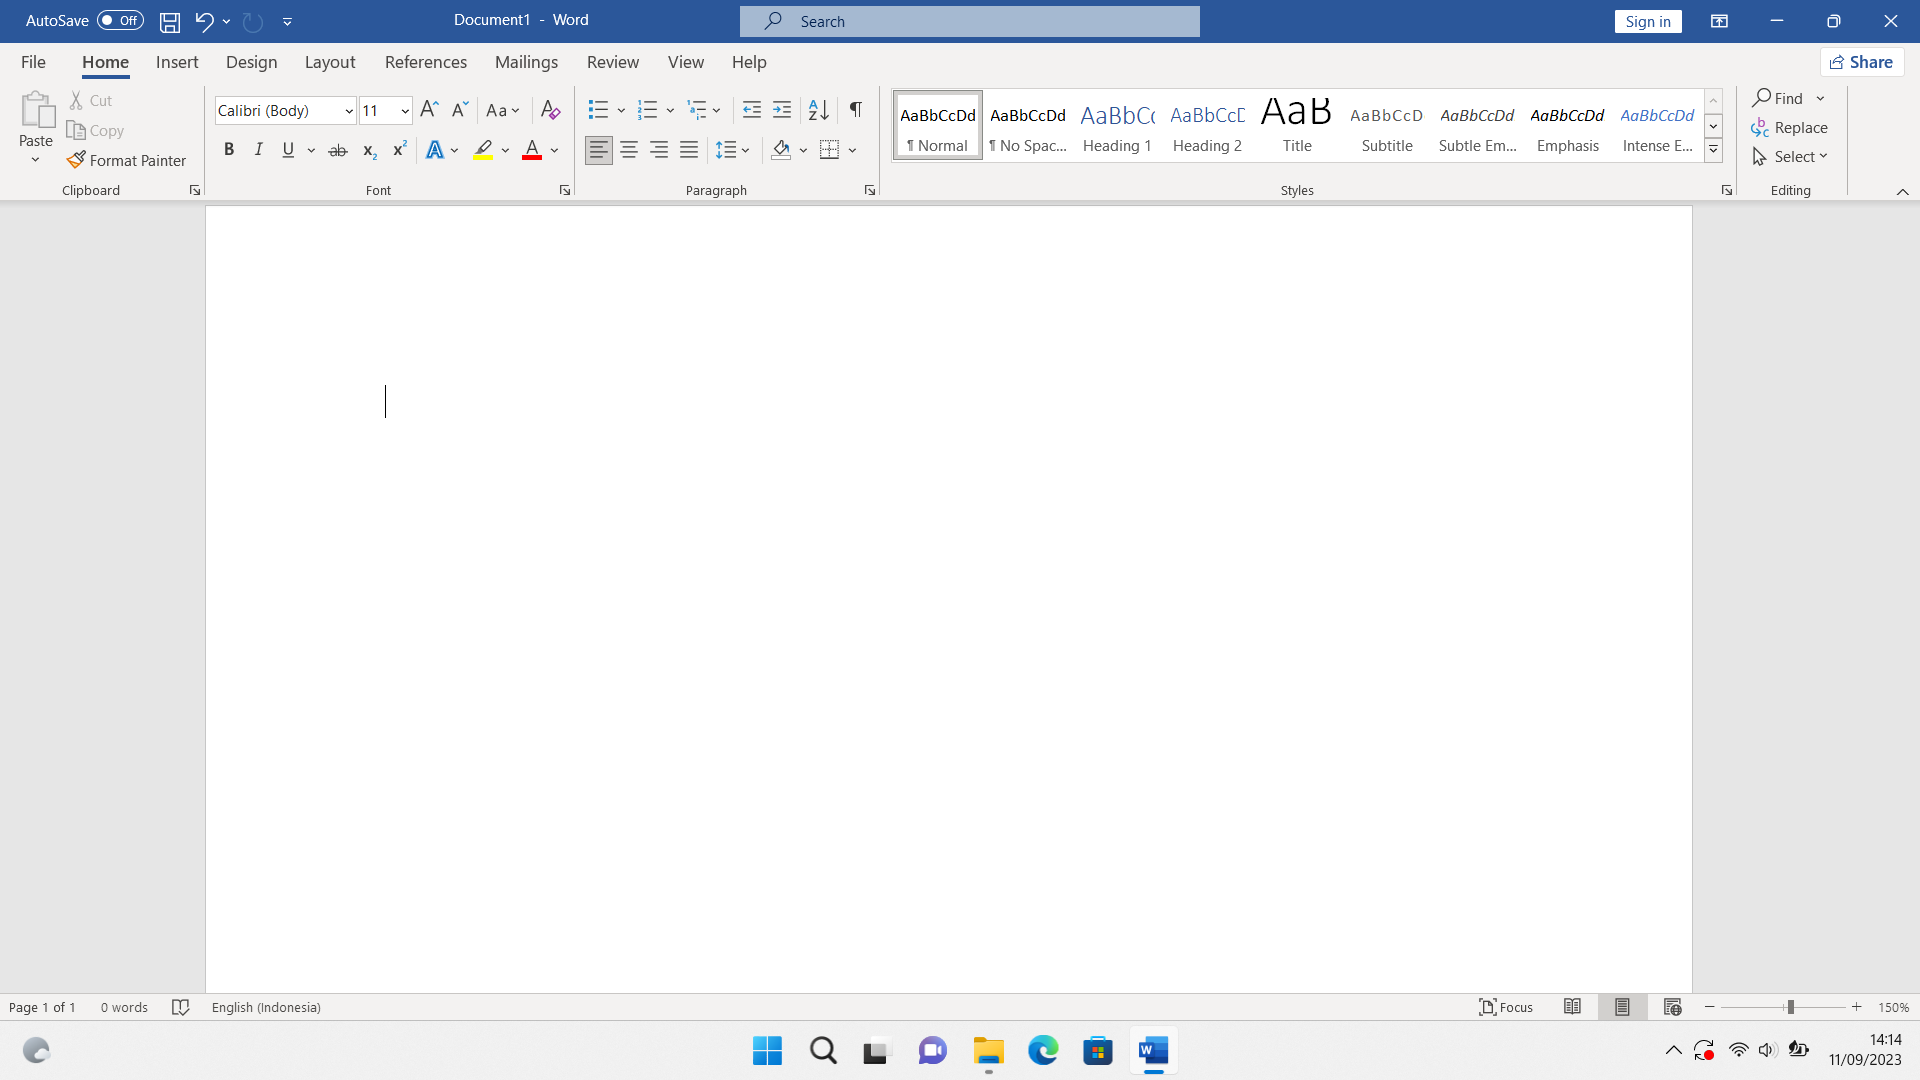 AutoSave Off Document1 - Word Search Sign in
File Home Insert Design Layout References Mailings Review View Help Share
Paste
Cut
Copy
Format Painter
Clipboard
Calibri (Body) 11
Font
Paragraph
AaBbCcDd AaBbCcDd AaBbCc AaBbCcD AaB AaBbCcD AaBbCcDd AaBbCcDd AaBbCcDd
¶ Normal ¶ No Spac... Heading 1 Heading 2 Title Subtitle Subtle Em... Emphasis Intense E...
Styles
Find
Replace
Select
Editing
Page 1 of 1 0 words English (Indonesia) Focus 150%
14:14
11/09/2023